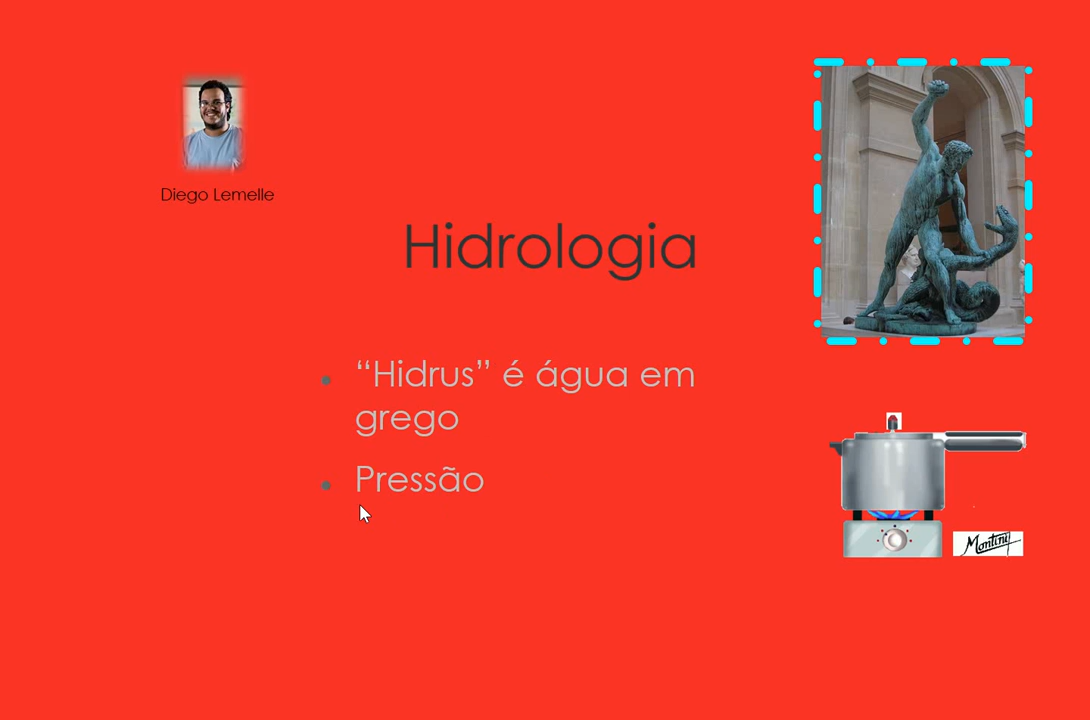 Diego Lemelle
Hidrologia
“Hidrus” é água em
grego
Pressão
Montini